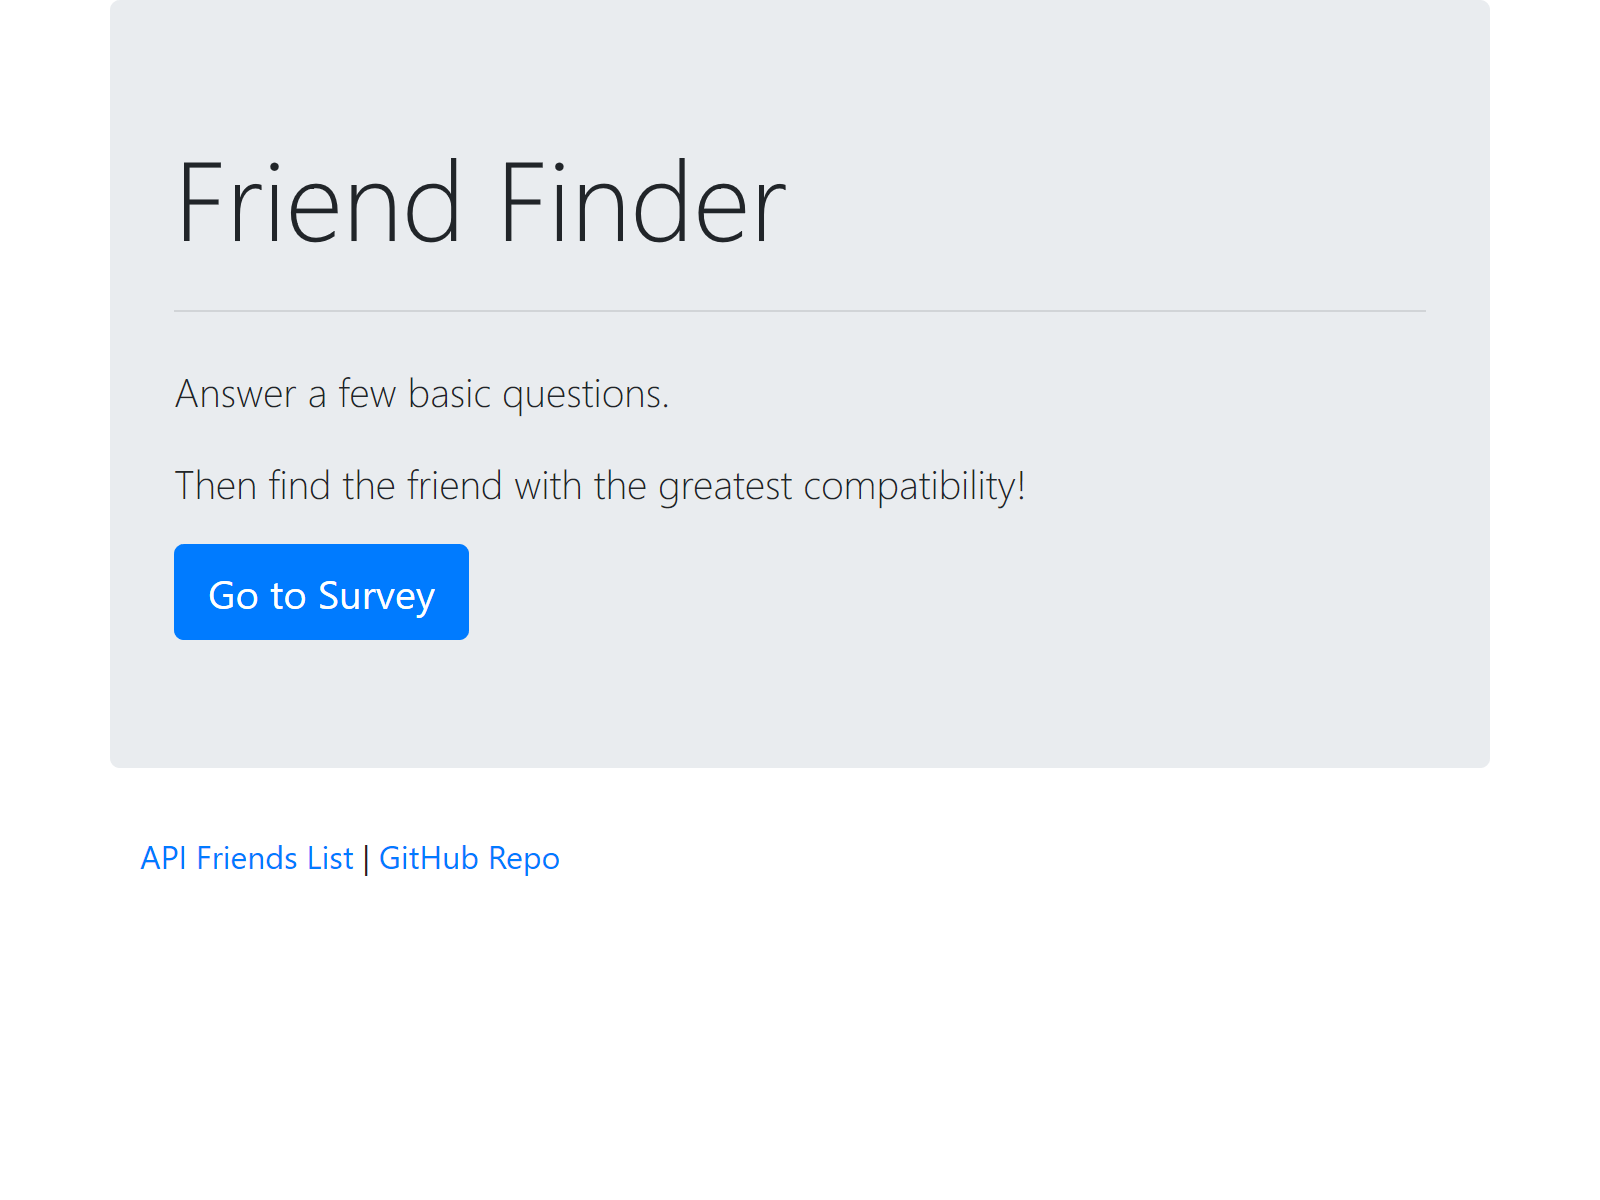 Friend Finder
Answer a few basic questions.
Then find the friend with the greatest compatibility!
Go to Survey
API Friends List | GitHub Repo